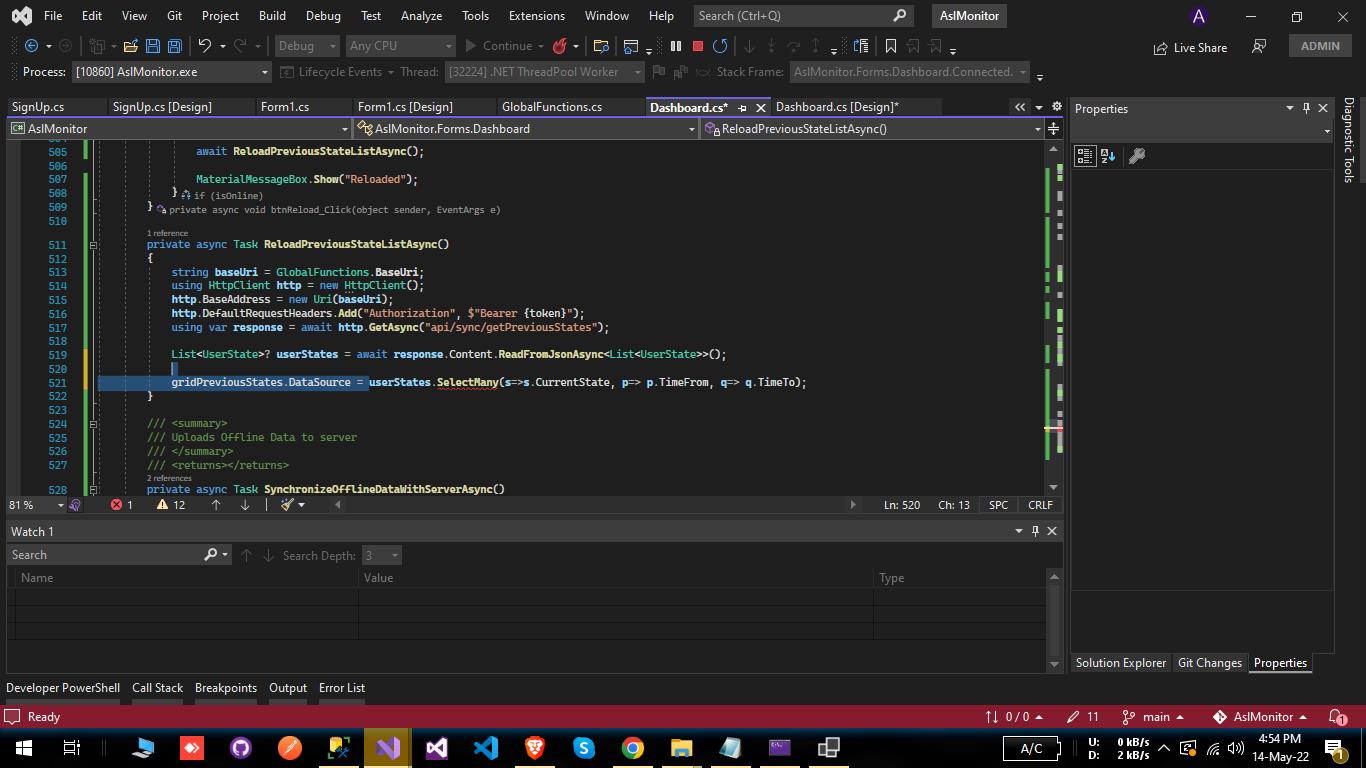 File Edit View Git Project Build Debug Test Analyze Tools Extensions Window Help Search (Ctrl+Q) AslMonitor A
Debug Any CPU Continue Live Share ADMIN
Process: [10860] AslMonitor.exe Lifecycle Events Thread: [32224] .NET ThreadPool Worker Stack Frame: AslMonitor.Forms.Dashboard.Connected.
SignUp.cs SignUp.cs [Design] Form1.cs Form1.cs [Design] GlobalFunctions.cs Dashboard.cs* Dashboard.cs [Design]*
AslMonitor AslMonitor.Forms.Dashboard ReloadPreviousStateListAsync()
505 await ReloadPreviousStateListAsync();
506
507 MaterialMessageBox.Show("Reloaded");
508 } if (isOnline)
509 } private async void btnReload_Click(object sender, EventArgs e)
510
1 reference
511 private async Task ReloadPreviousStateListAsync()
512 {
513 string baseUri = GlobalFunctions.BaseUri;
514 using HttpClient http = new HttpClient();
515 http.BaseAddress = new Uri(baseUri);
516 http.DefaultRequestHeaders.Add("Authorization", $"Bearer {token}");
517 using var response = await http.GetAsync("api/sync/getPreviousStates");
518
519 List<UserState>? userStates = await response.Content.ReadFromJsonAsync<List<UserState>>();
520
521 gridPreviousStates.DataSource = userStates.SelectMany(s=>s.CurrentState, p=> p.TimeFrom, q=> q.TimeTo);
522 }
523
524 /// <summary>
525 /// Uploads Offline Data to server
526 /// </summary>
527 /// <returns></returns>
2 references
528 private async Task SynchronizeOfflineDataWithServerAsync()
81 % 1 12 Ln: 520 Ch: 13 SPC CRLF
Watch 1
Search Search Depth: 3
Name Value Type
Properties
Diagnostic Tools
Solution Explorer Git Changes Properties
Developer PowerShell Call Stack Breakpoints Output Error List
Ready 0 / 0 11 main AslMonitor 1
A/C U: 0 kB/s D: 2 kB/s 4:54 PM 14-May-22 1